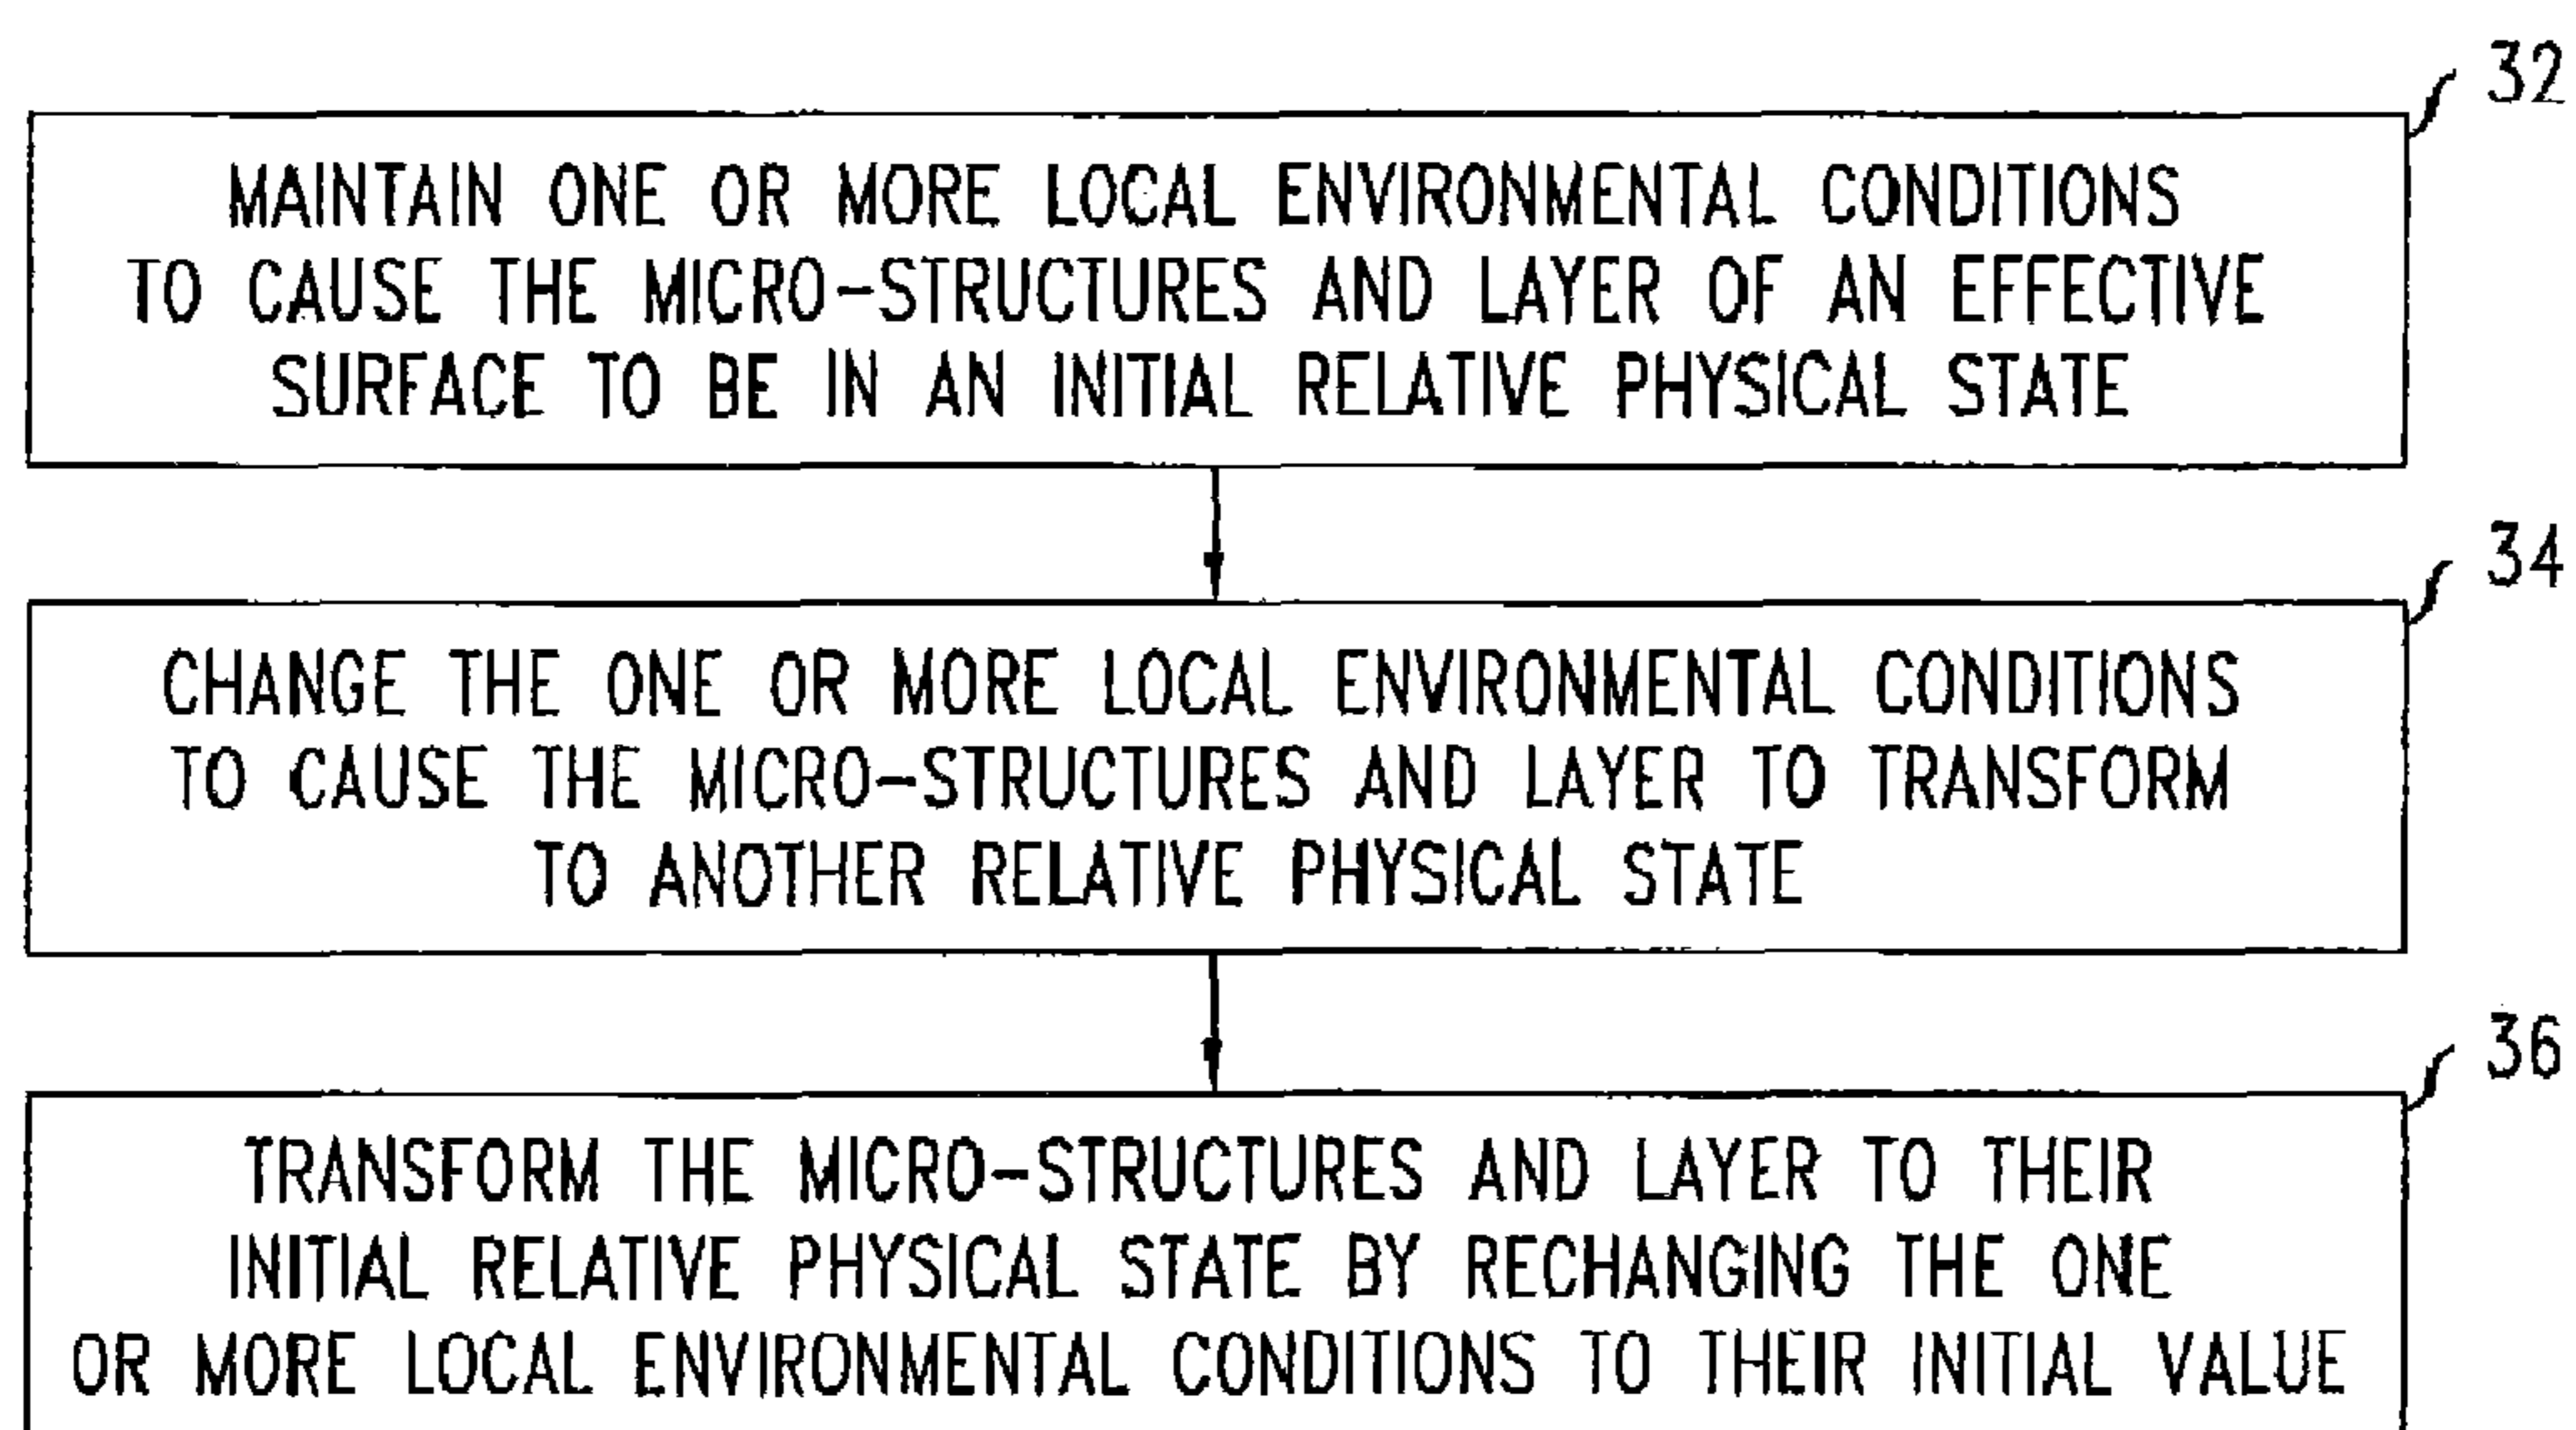 32
MAINTAIN ONE OR MORE LOCAL ENVIRONMENTAL CONDITIONS
TO CAUSE THE MICRO-STRUCTURES AND LAYER OF AN EFFECTIVE
SURFACE TO BE IN AN INITIAL RELATIVE PHYSICAL STATE
34
CHANGE THE ONE OR MORE LOCAL ENVIRONMENTAL CONDITIONS
TO CAUSE THE MICRO-STRUCTURES AND LAYER TO TRANSFORM
TO ANOTHER RELATIVE PHYSICAL STATE
36
TRANSFORM THE MICRO-STRUCTURES AND LAYER TO THEIR
INITIAL RELATIVE PHYSICAL STATE BY RECHANGING THE ONE
OR MORE LOCAL ENVIRONMENTAL CONDITIONS TO THEIR INITIAL VALUE